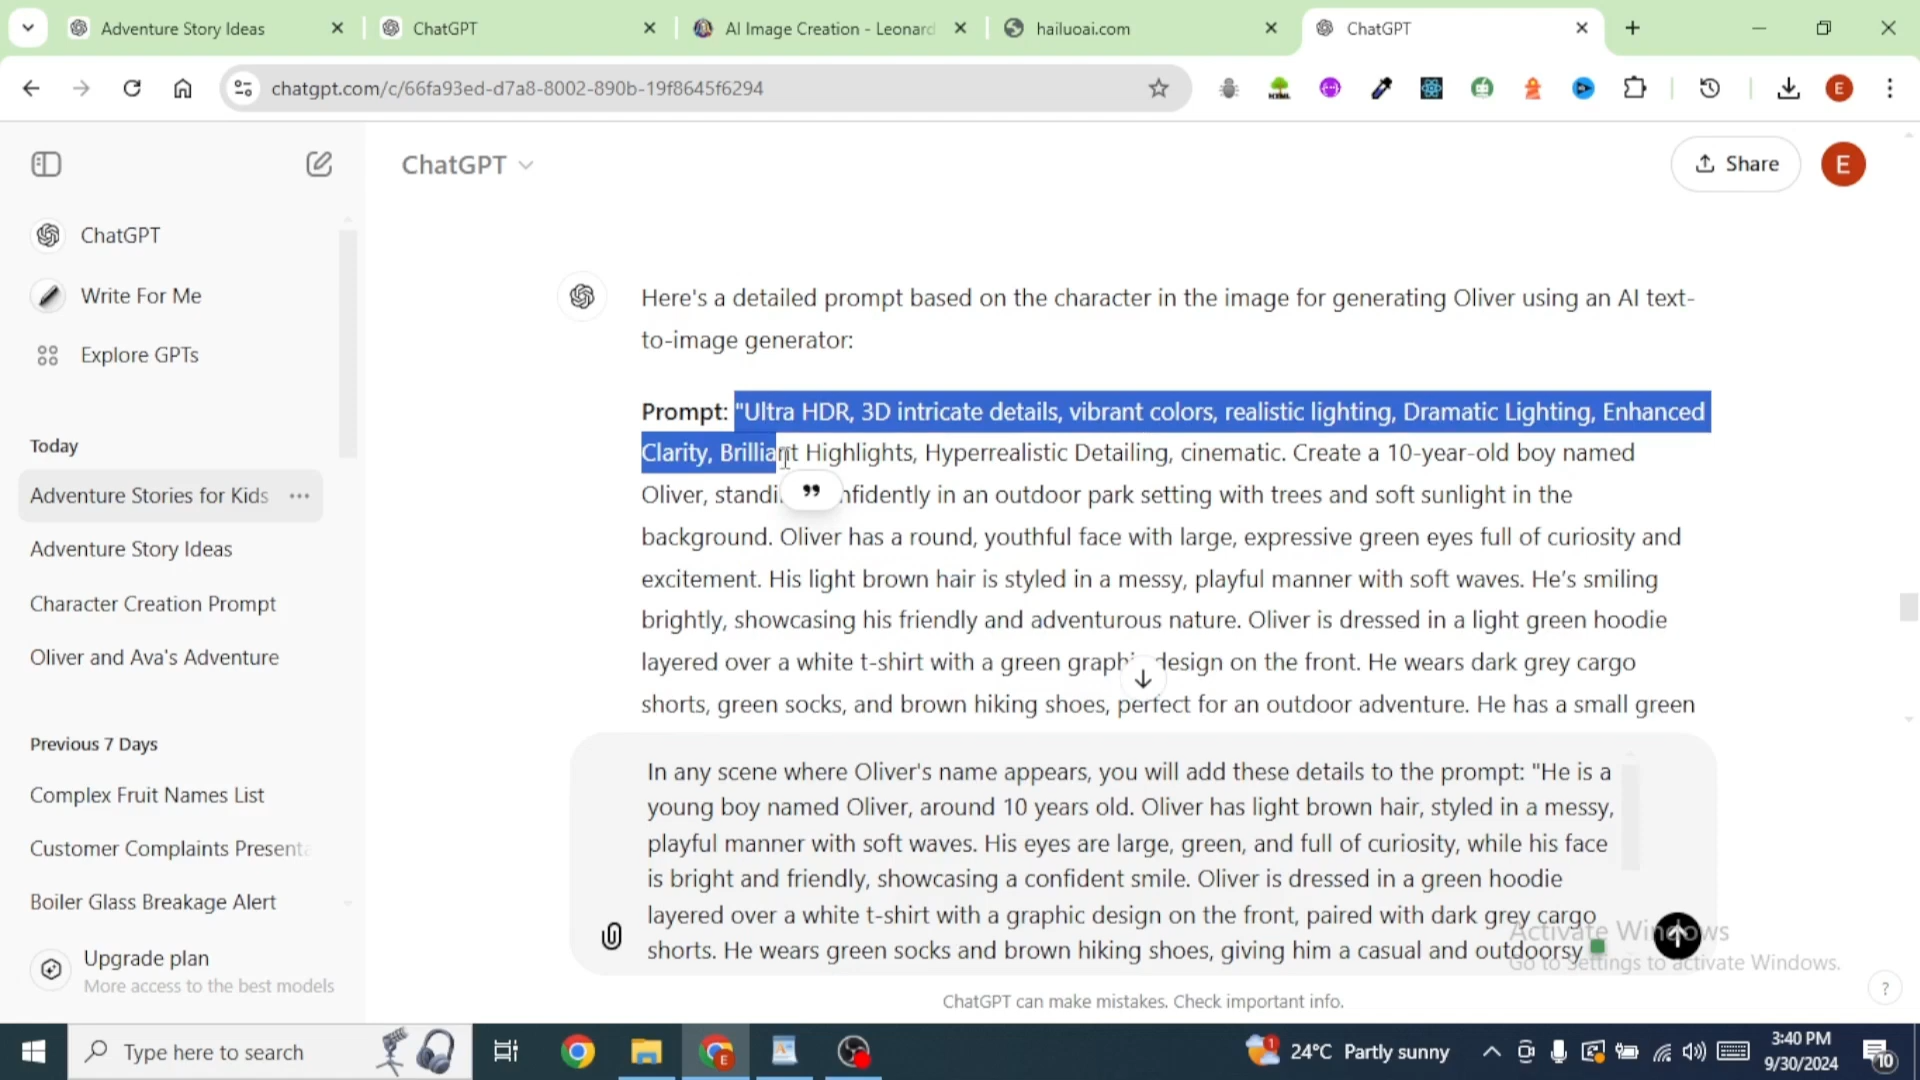 Adventure Story Ideas
ChatGPT
AI Image Creation - Leonard
hailuoai.com
ChatGPT
chatgpt.com/c/66fa93ed-d7a8-8002-890b-19f8645f6294
E
ChatGPT
Share
E
ChatGPT
Write For Me
Explore GPTs
Today
Adventure Stories for Kids
Adventure Story Ideas
Character Creation Prompt
Oliver and Ava's Adventure
Previous 7 Days
Complex Fruit Names List
Customer Complaints Presenta
Boiler Glass Breakage Alert
Upgrade plan
More access to the best models
Here's a detailed prompt based on the character in the image for generating Oliver using an AI text-
to-image generator:
Prompt: "Ultra HDR, 3D intricate details, vibrant colors, realistic lighting, Dramatic Lighting, Enhanced
Clarity, Brilliant Highlights, Hyperrealistic Detailing, cinematic. Create a 10-year-old boy named
Oliver, standi nfidently in an outdoor park setting with trees and soft sunlight in the
background. Oliver has a round, youthful face with large, expressive green eyes full of curiosity and
excitement. His light brown hair is styled in a messy, playful manner with soft waves. He's smiling
brightly, showcasing his friendly and adventurous nature. Oliver is dressed in a light green hoodie
layered over a white t-shirt with a green graphic design on the front. He wears dark grey cargo
shorts, green socks, and brown hiking shoes, perfect for an outdoor adventure. He has a small green
In any scene where Oliver's name appears, you will add these details to the prompt: "He is a
young boy named Oliver, around 10 years old. Oliver has light brown hair, styled in a messy,
playful manner with soft waves. His eyes are large, green, and full of curiosity, while his face
is bright and friendly, showcasing a confident smile. Oliver is dressed in a green hoodie
layered over a white t-shirt with a graphic design on the front, paired with dark grey cargo
shorts. He wears green socks and brown hiking shoes, giving him a casual and outdoorsy
Activate Windows
Go to Settings to activate Windows.
ChatGPT can make mistakes. Check important info.
?
Type here to search
E
1
24°C Partly sunny
3:40 PM
9/30/2024
10